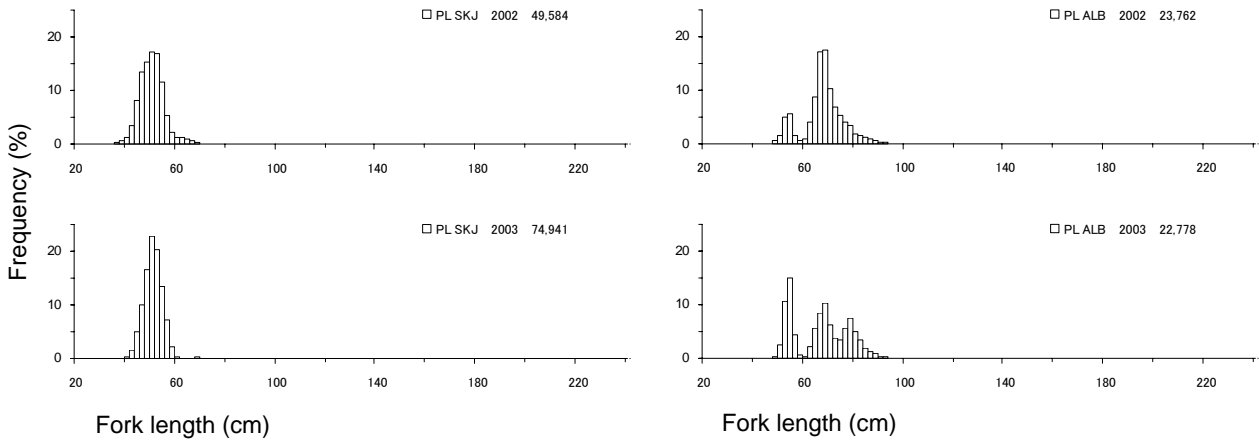 PL SKJ 2002 49,584
20
10
0
20 60 100 140 180 220
PL ALB 2002 23,762
20
10
0
20 60 100 140 180 220
Frequency (%)
PL SKJ 2003 74,941
20
10
0
20 60 100 140 180 220
Fork length (cm)
PL ALB 2003 22,778
20
10
0
20 60 100 140 180 220
Fork length (cm)